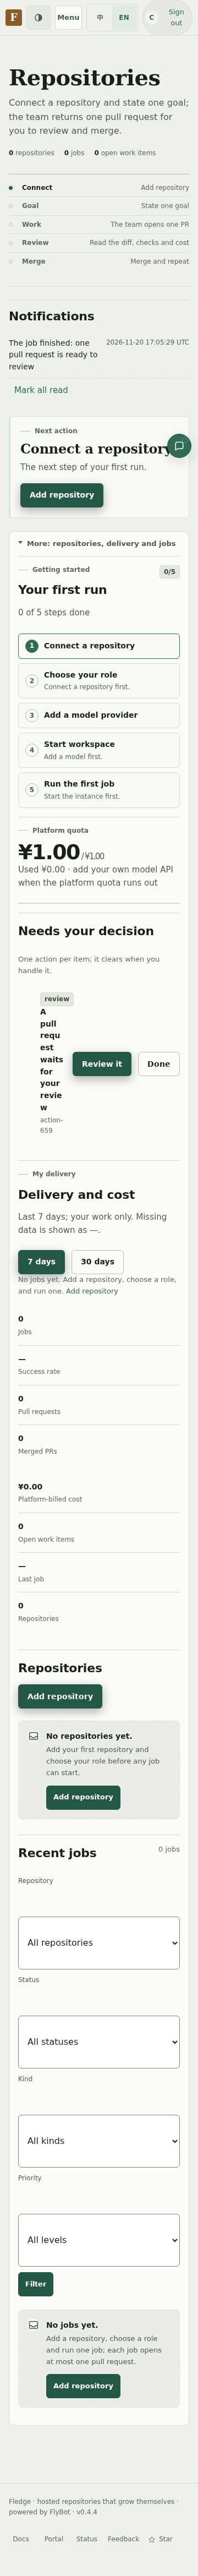 F Menu 中 EN C Sign out
Repositories
Connect a repository and state one goal;
the team returns one pull request for
you to review and merge.
0 repositories 0 jobs 0 open work items
Connect Add repository
Goal State one goal
Work The team opens one PR
Review Read the diff, checks and cost
Merge Merge and repeat
Notifications
The job finished: one
pull request is ready to
review
2026-11-20 17:05:29 UTC
Mark all read
Next action
Connect a repository
The next step of your first run.
Add repository
More: repositories, delivery and jobs
Getting started
0/5
Your first run
0 of 5 steps done
1 Connect a repository
2 Choose your role
Connect a repository first.
3 Add a model provider
4 Start workspace
Add a model first.
5 Run the first job
Start the instance first.
Platform quota
¥1.00 / ¥1.00
Used ¥0.00 · add your own model API
when the platform quota runs out
Needs your decision
One action per item; it clears when you
handle it.
review
A
pull
requ
est
waits
for
your
revie
w
action-
659
Review it
Done
My delivery
Delivery and cost
Last 7 days; your work only. Missing
data is shown as —.
7 days 30 days
No jobs yet. Add a repository, choose a role,
and run one. Add repository
0
Jobs
—
Success rate
0
Pull requests
0
Merged PRs
¥0.00
Platform-billed cost
0
Open work items
—
Last job
0
Repositories
Repositories
Add repository
No repositories yet.
Add your first repository and
choose your role before any job
can start.
Add repository
Recent jobs
0 jobs
Repository
All repositories
Status
All statuses
Kind
All kinds
Priority
All levels
Filter
No jobs yet.
Add a repository, choose a role
and run one job; each job opens
at most one pull request.
Add repository
Fledge · hosted repositories that grow themselves ·
powered by FlyBot · v0.4.4
Docs Portal Status Feedback Star